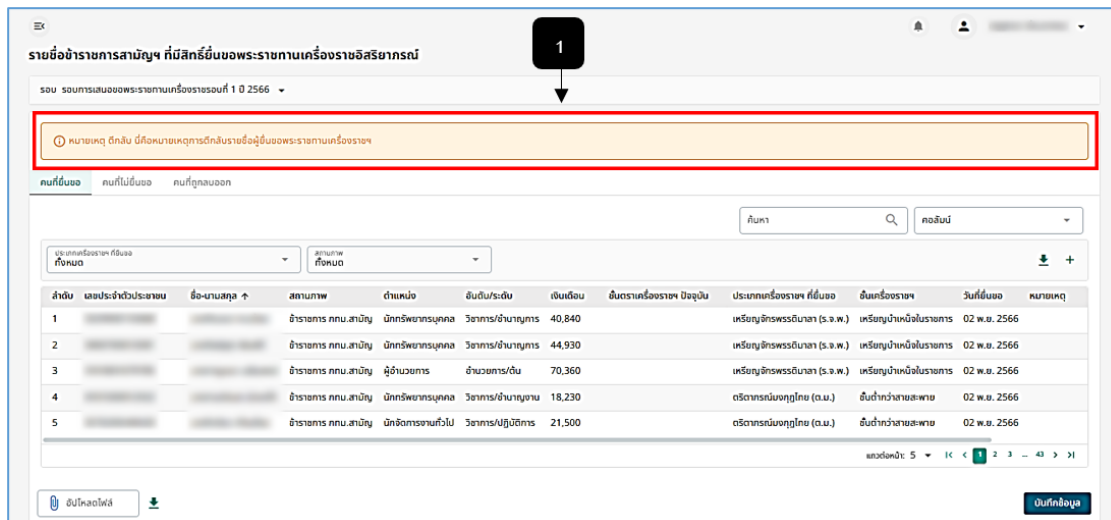 1
รายชื่อข้าราชการสามัญฯ ที่มีสิทธิ์ยื่นขอพระราชทานเครื่องราชอิสริยาภรณ์
รอบ รอบการเสนอขอพระราชทานเครื่องราชรอบที่ 1 ปี 2566
หมายเหตุ ตีกลับ นี่คือหมายเหตุการตีกลับรายชื่อผู้ยื่นขอพระราชทานเครื่องราชฯ
คนที่ยื่นขอ คนที่ไม่ยื่นขอ คนที่ถูกลบออก
ค้นหา คอลัมน์
ประเภทเครื่องราชฯ ที่ยื่นขอ สถานภาพ
ทั้งหมด ทั้งหมด
ลำดับ เลขประจำตัวประชาชน ชื่อ-นามสกุล สถานภาพ ตำแหน่ง อันดับ/ระดับ เงินเดือน ชั้นตราเครื่องราชฯ ปัจจุบัน ประเภทเครื่องราชฯ ที่ยื่นขอ ชั้นเครื่องราชฯ วันที่ยื่นขอ หมายเหตุ
1 ข้าราชการ กทม.สามัญ นักทรัพยากรบุคคล วิชาการ/ชำนาญการ 40,840 เหรียญจักรพรรดิมาลา (ร.จ.พ.) เหรียญบำเหน็จในราชการ 02 พ.ย. 2566
2 ข้าราชการ กทม.สามัญ นักทรัพยากรบุคคล วิชาการ/ชำนาญการ 44,930 เหรียญจักรพรรดิมาลา (ร.จ.พ.) เหรียญบำเหน็จในราชการ 02 พ.ย. 2566
3 ข้าราชการ กทม.สามัญ ผู้อำนวยการ อำนวยการ/ต้น 70,360 เหรียญจักรพรรดิมาลา (ร.จ.พ.) เหรียญบำเหน็จในราชการ 02 พ.ย. 2566
4 ข้าราชการ กทม.สามัญ นักทรัพยากรบุคคล วิชาการ/ชำนาญงาน 18,230 ตริตาภรณ์มงกุฎไทย (ต.ม.) ชั้นต่ำกว่าสายสะพาย 02 พ.ย. 2566
5 ข้าราชการ กทม.สามัญ นักจัดการงานทั่วไป วิชาการ/ปฏิบัติการ 21,500 ตริตาภรณ์มงกุฎไทย (ต.ม.) ชั้นต่ำกว่าสายสะพาย 02 พ.ย. 2566
แถวต่อหน้า: 5 1 2 3 ... 43
อัปโหลดไฟล์ บันทึกข้อมูล